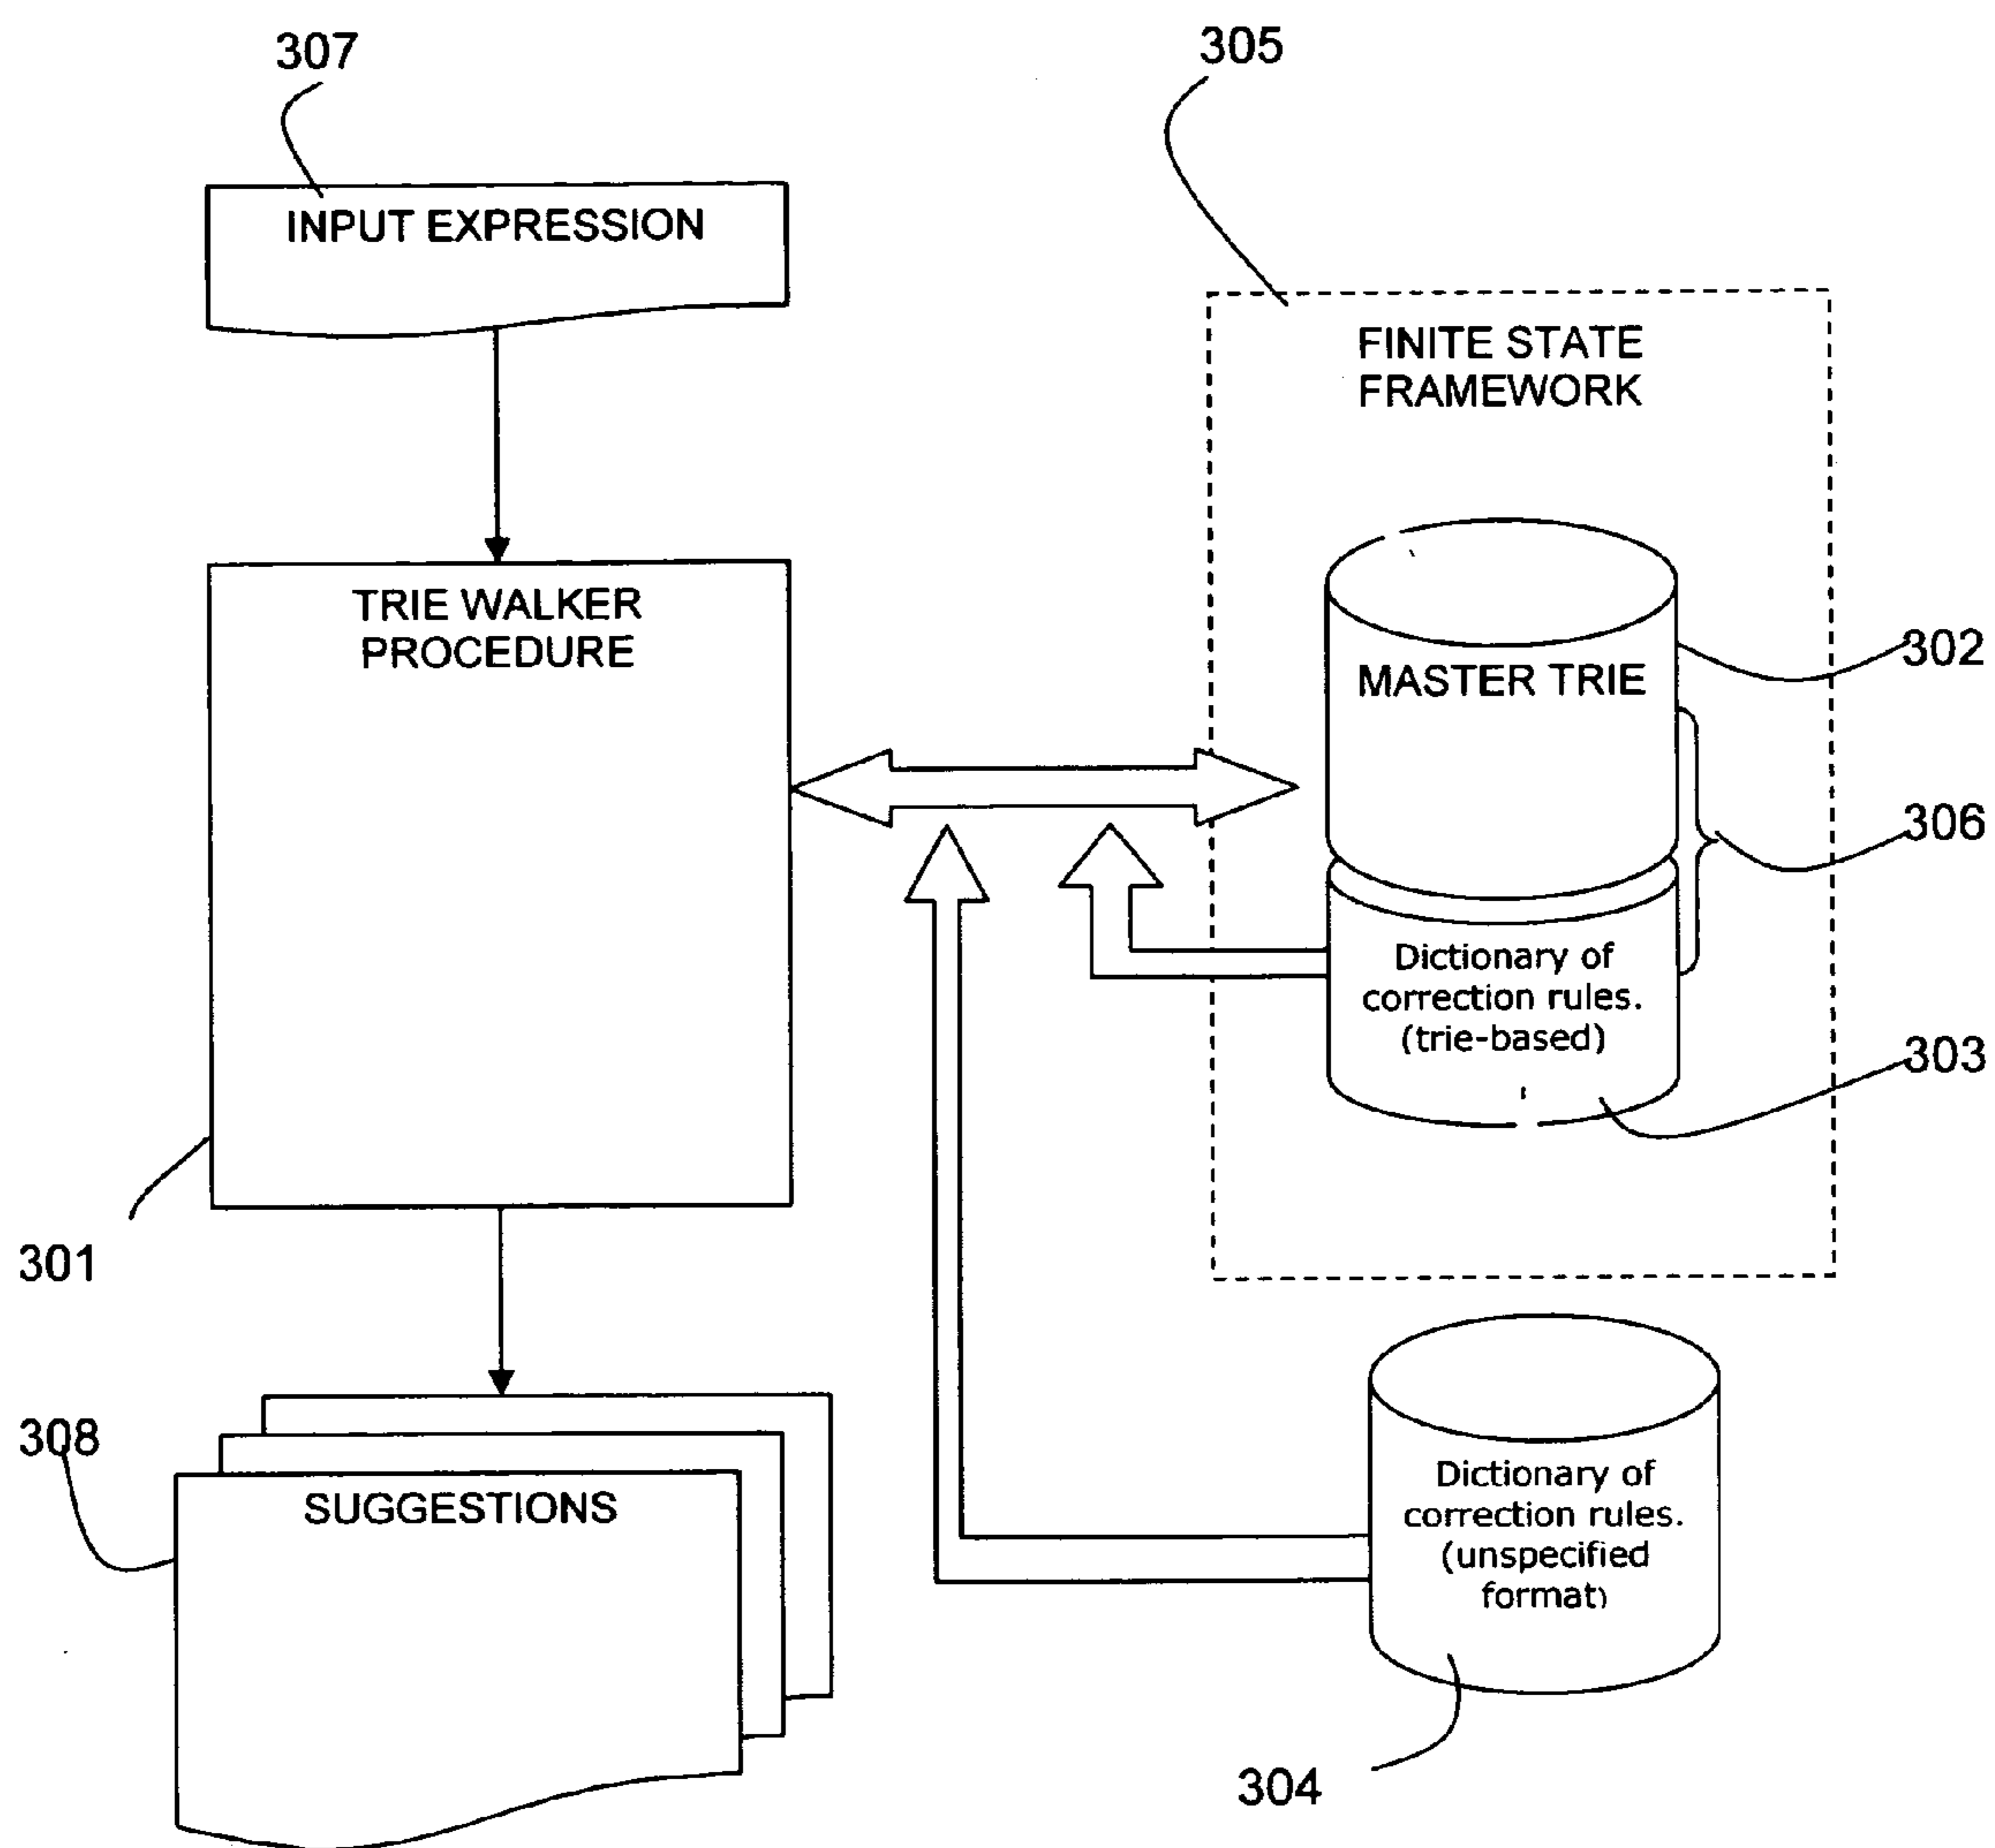 307
305
INPUT EXPRESSION
FINITE STATE
FRAMEWORK
TRIE WALKER
PROCEDURE
302
MASTER TRIE
306
Dictionary of
correction rules.
(trie-based)
303
301
308
SUGGESTIONS
Dictionary of
correction rules.
(unspecified
format)
304